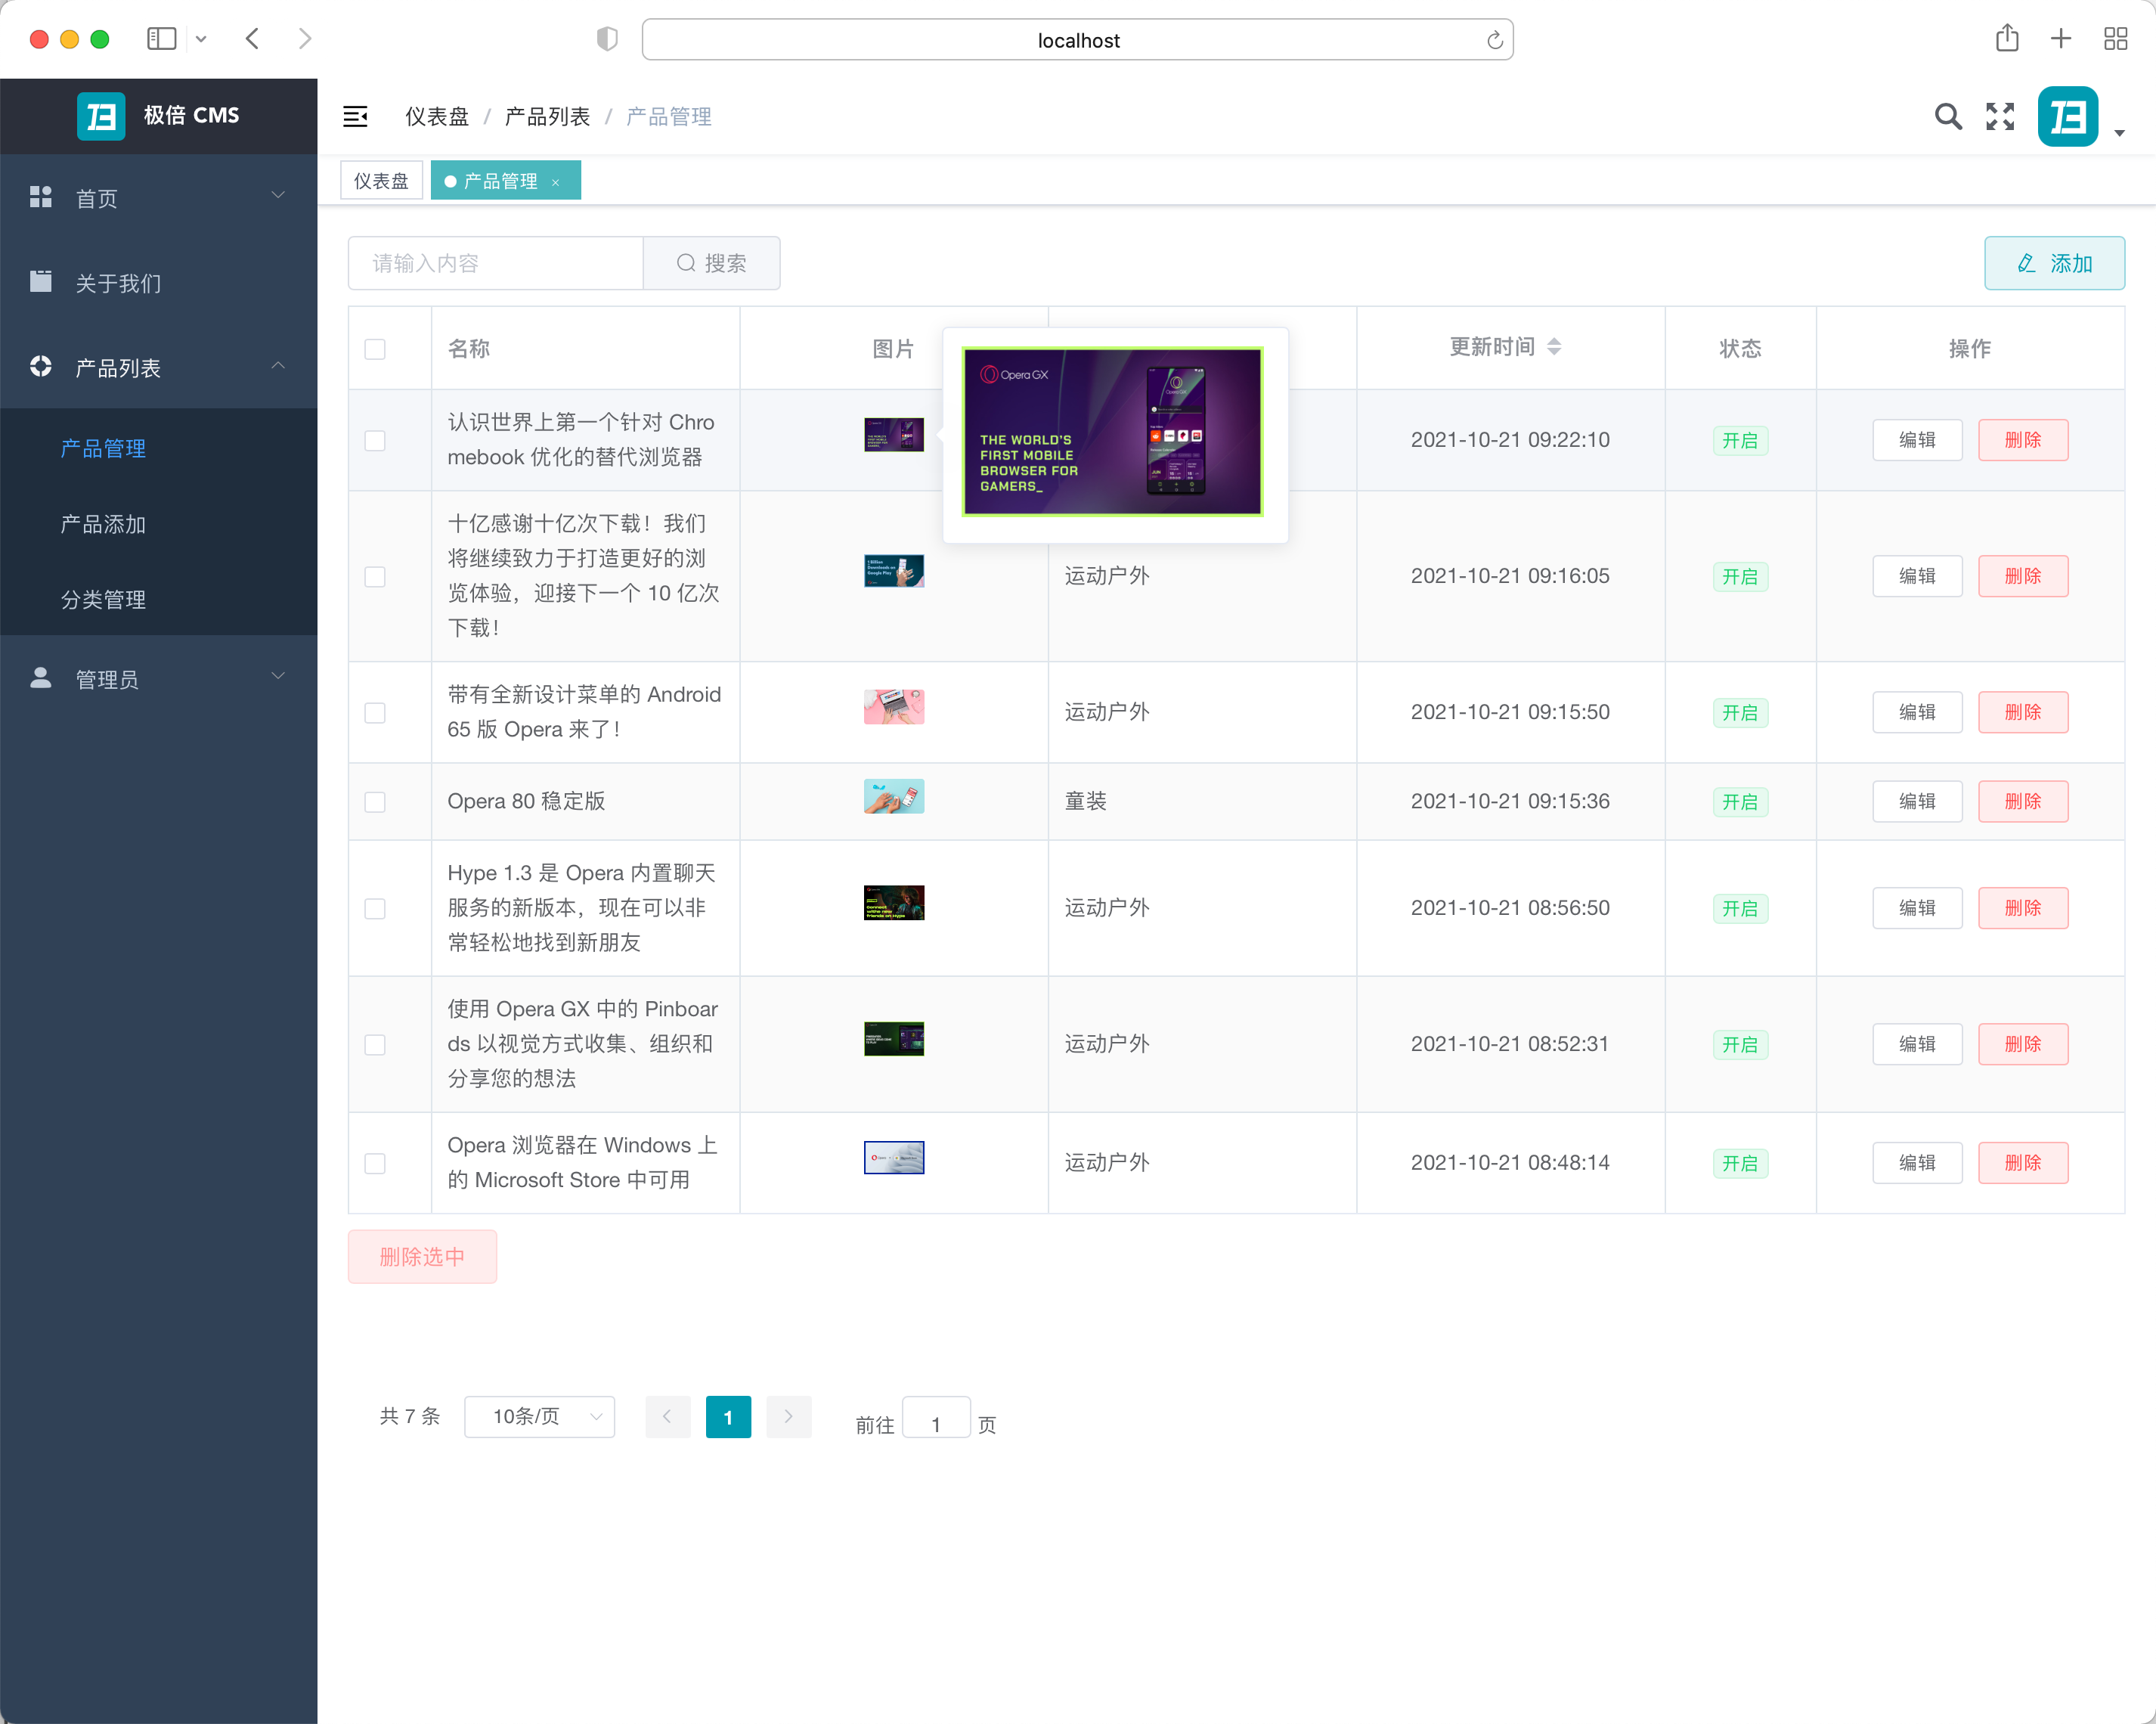 localhost
极倍 CMS
仪表盘 / 产品列表 / 产品管理
仪表盘
产品管理 ×
首页
关于我们
产品列表
产品管理
产品添加
分类管理
管理员
请输入内容
搜索
添加
名称
图片
更新时间
状态
操作
认识世界上第一个针对 Chro
mebook 优化的替代浏览器
Opera GX
THE WORLD'S
FIRST MOBILE
BROWSER FOR
GAMERS_
2021-10-21 09:22:10
开启
编辑
删除
十亿感谢十亿次下载！我们
将继续致力于打造更好的浏
览体验，迎接下一个 10 亿次
下载！
1 Billion
Downloads on
Google Play
运动户外
2021-10-21 09:16:05
开启
编辑
删除
带有全新设计菜单的 Android
65 版 Opera 来了！
运动户外
2021-10-21 09:15:50
开启
编辑
删除
Opera 80 稳定版
童装
2021-10-21 09:15:36
开启
编辑
删除
Hype 1.3 是 Opera 内置聊天
服务的新版本，现在可以非
常轻松地找到新朋友
运动户外
2021-10-21 08:56:50
开启
编辑
删除
使用 Opera GX 中的 Pinboar
ds 以视觉方式收集、组织和
分享您的想法
运动户外
2021-10-21 08:52:31
开启
编辑
删除
Opera 浏览器在 Windows 上
的 Microsoft Store 中可用
运动户外
2021-10-21 08:48:14
开启
编辑
删除
删除选中
共 7 条
10条/页
1
前往 1 页